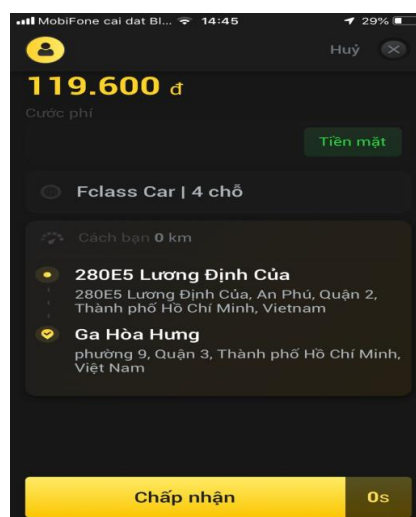 MobiFone cai dat Bl... 14:45 29%
Huỷ
119.600 đ
Cước phí
Tiền mặt
Fclass Car | 4 chỗ
Cách bạn 0 km
280E5 Lương Định Của
280E5 Lương Định Của, An Phú, Quận 2,
Thành phố Hồ Chí Minh, Vietnam
Ga Hòa Hưng
phường 9, Quận 3, Thành phố Hồ Chí Minh,
Việt Nam
Chấp nhận 0s